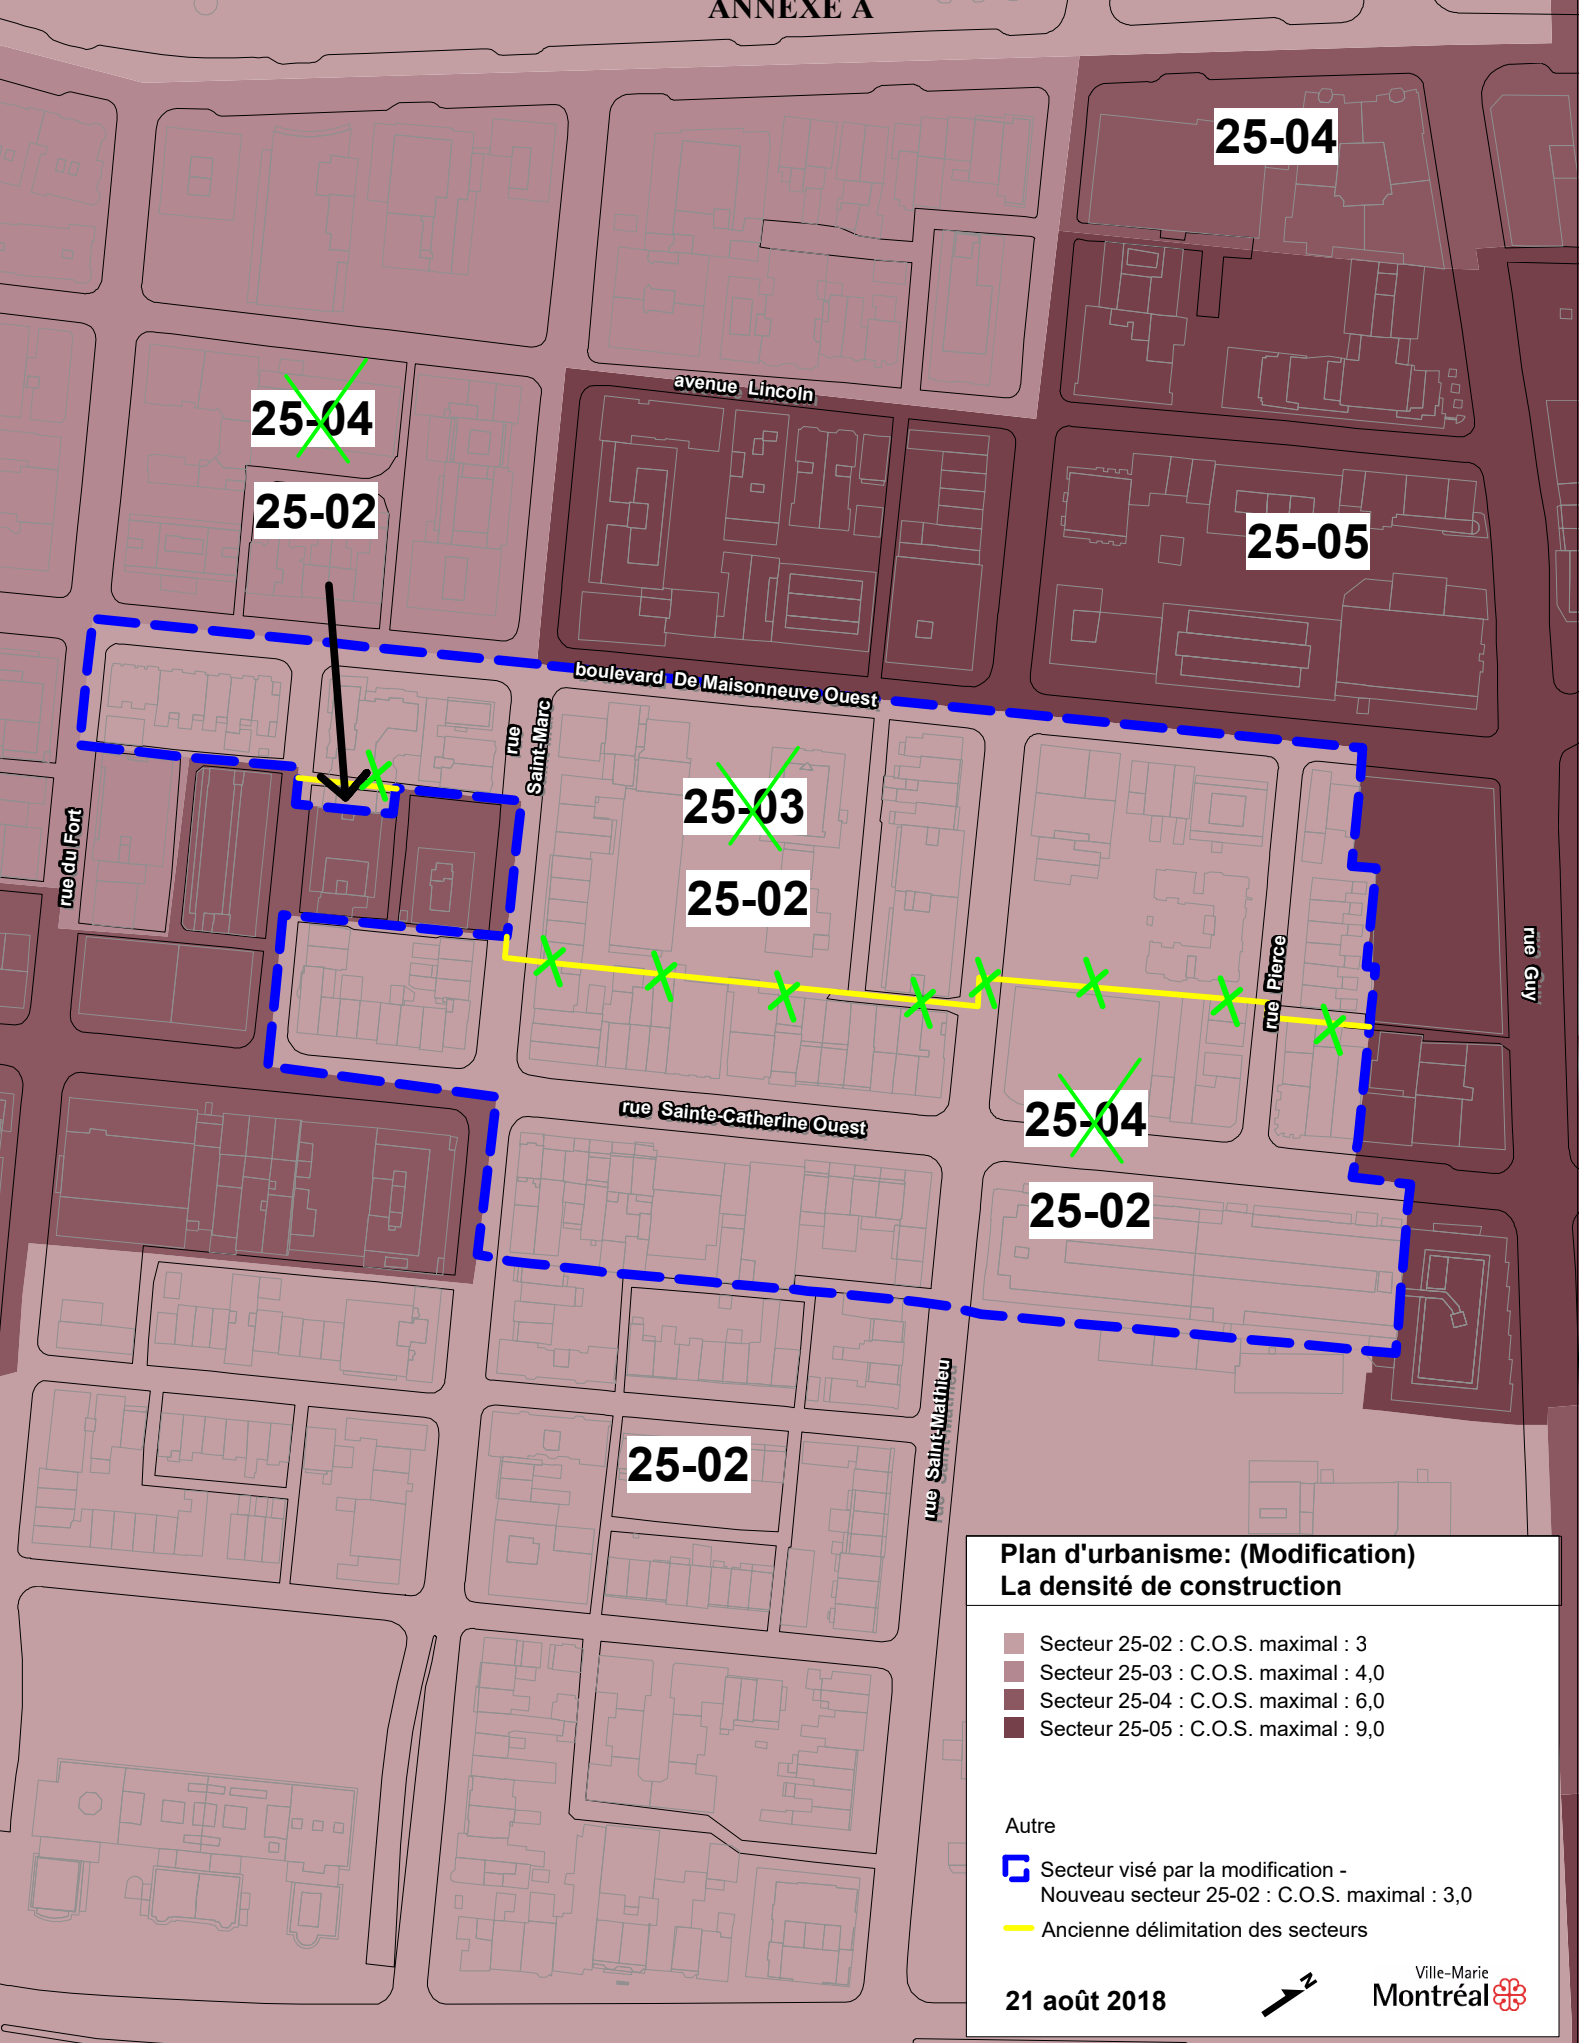 ANNEXE A
25-04
avenue Lincoln
25-04
25-02
25-05
boulevard De Maisonneuve Ouest
rue
Saint-Marc
25-03
25-02
rue du Fort
rue Pierce
rue Guy
25-04
25-02
rue Sainte-Catherine Ouest
rue Saint-Mathieu
25-02
Plan d'urbanisme: (Modification)
La densité de construction
Secteur 25-02 : C.O.S. maximal : 3
Secteur 25-03 : C.O.S. maximal : 4,0
Secteur 25-04 : C.O.S. maximal : 6,0
Secteur 25-05 : C.O.S. maximal : 9,0
Autre
Secteur visé par la modification -
Nouveau secteur 25-02 : C.O.S. maximal : 3,0
Ancienne délimitation des secteurs
21 août 2018
N
Ville-Marie
Montréal